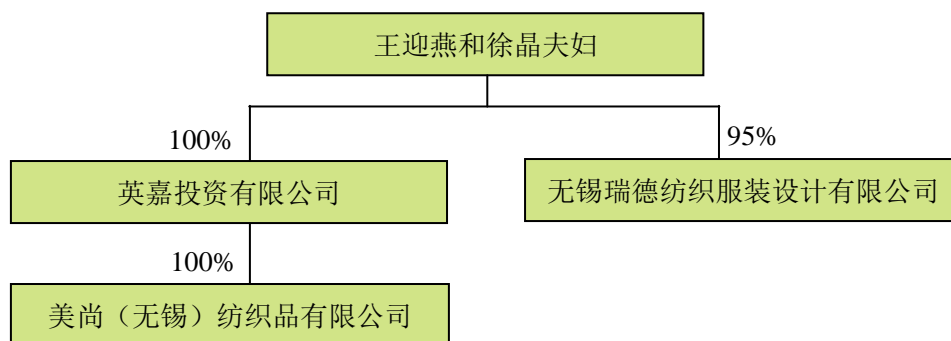 王迎燕和徐晶夫妇
100%
95%
英嘉投资有限公司
无锡瑞德纺织服装设计有限公司
100%
美尚（无锡）纺织品有限公司